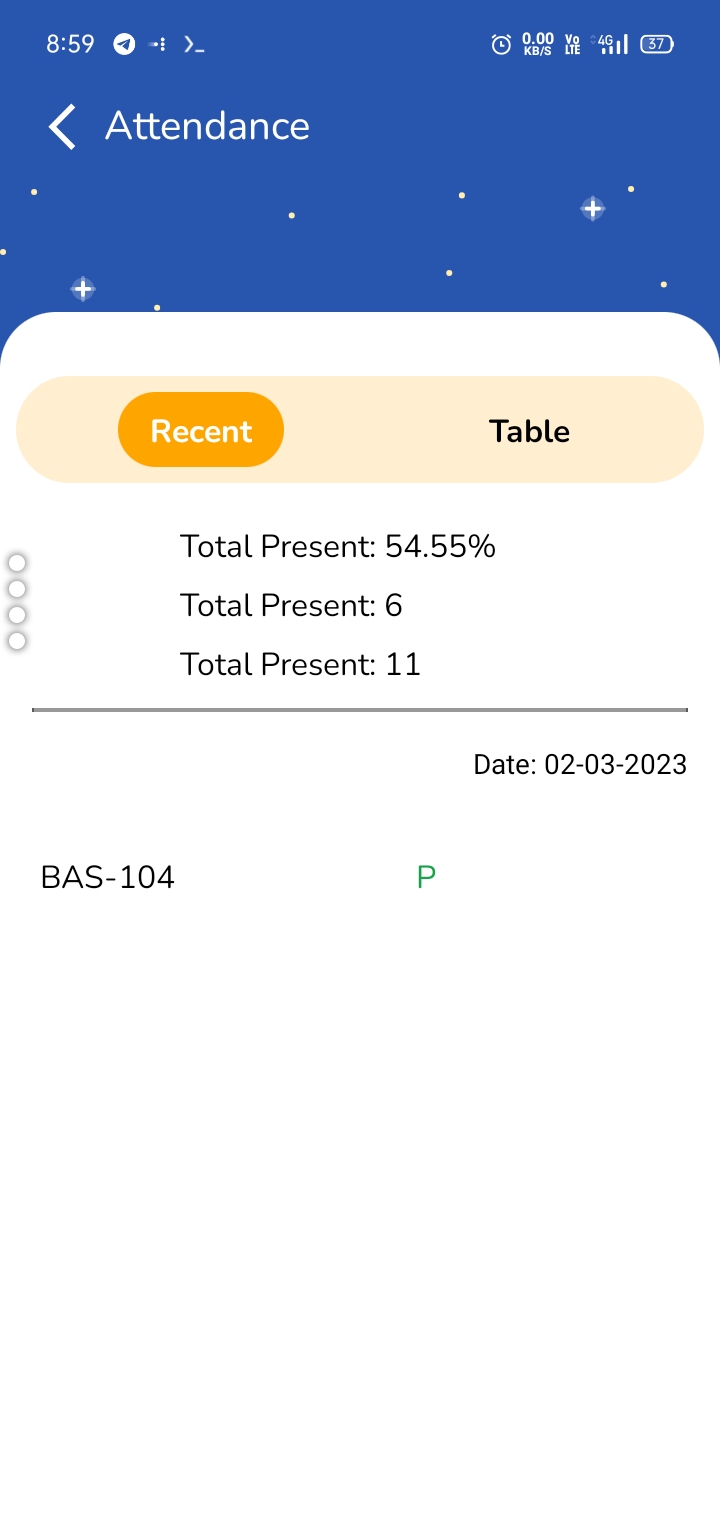 8:59 0.00 KB/S Vo LTE 4G 37
Attendance
Recent Table
Total Present: 54.55%
Total Present: 6
Total Present: 11
Date: 02-03-2023
BAS-104 P